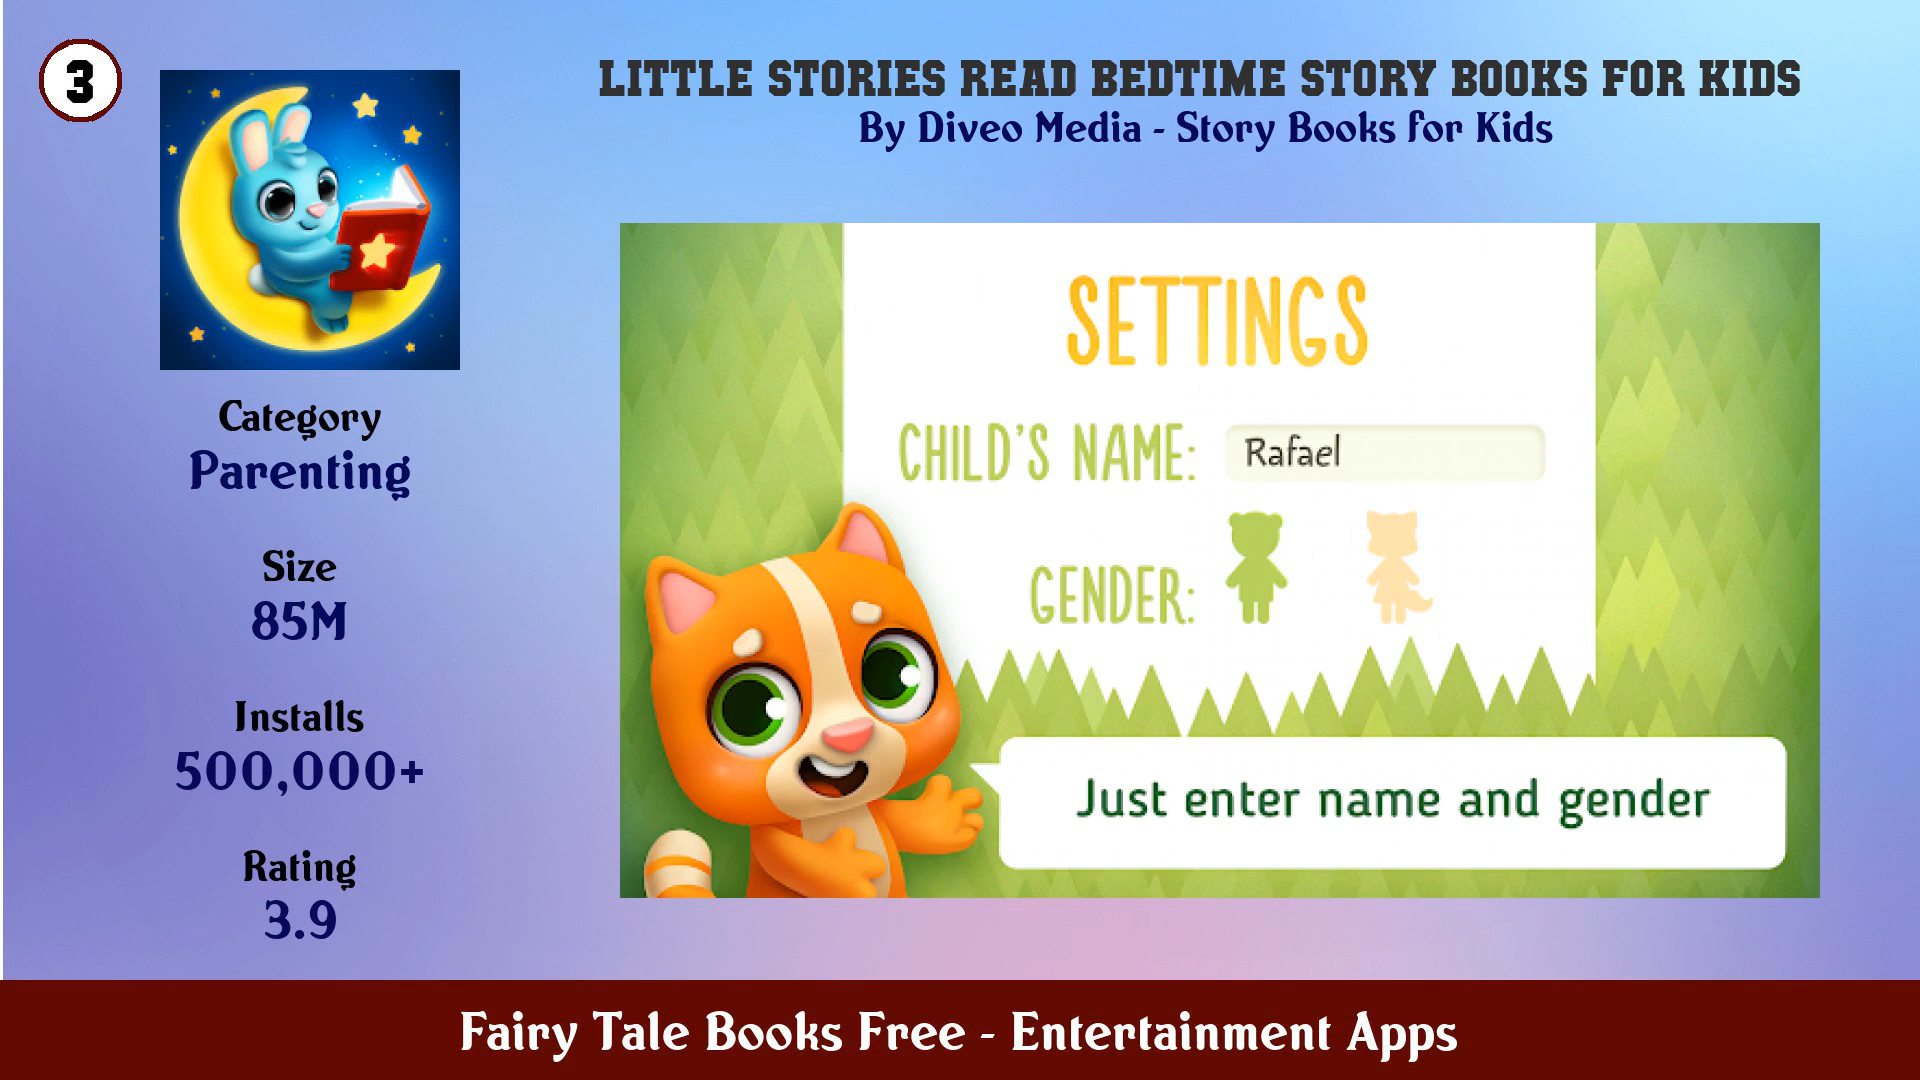 3
LITTLE STORIES READ BEDTIME STORY BOOKS FOR KIDS
By Diveo Media - Story Books for Kids
Category
Parenting
Size
85M
Installs
500,000+
Rating
3.9
SETTINGS
CHILD'S NAME: Rafael
GENDER:
Just enter name and gender
Fairy Tale Books Free - Entertainment Apps